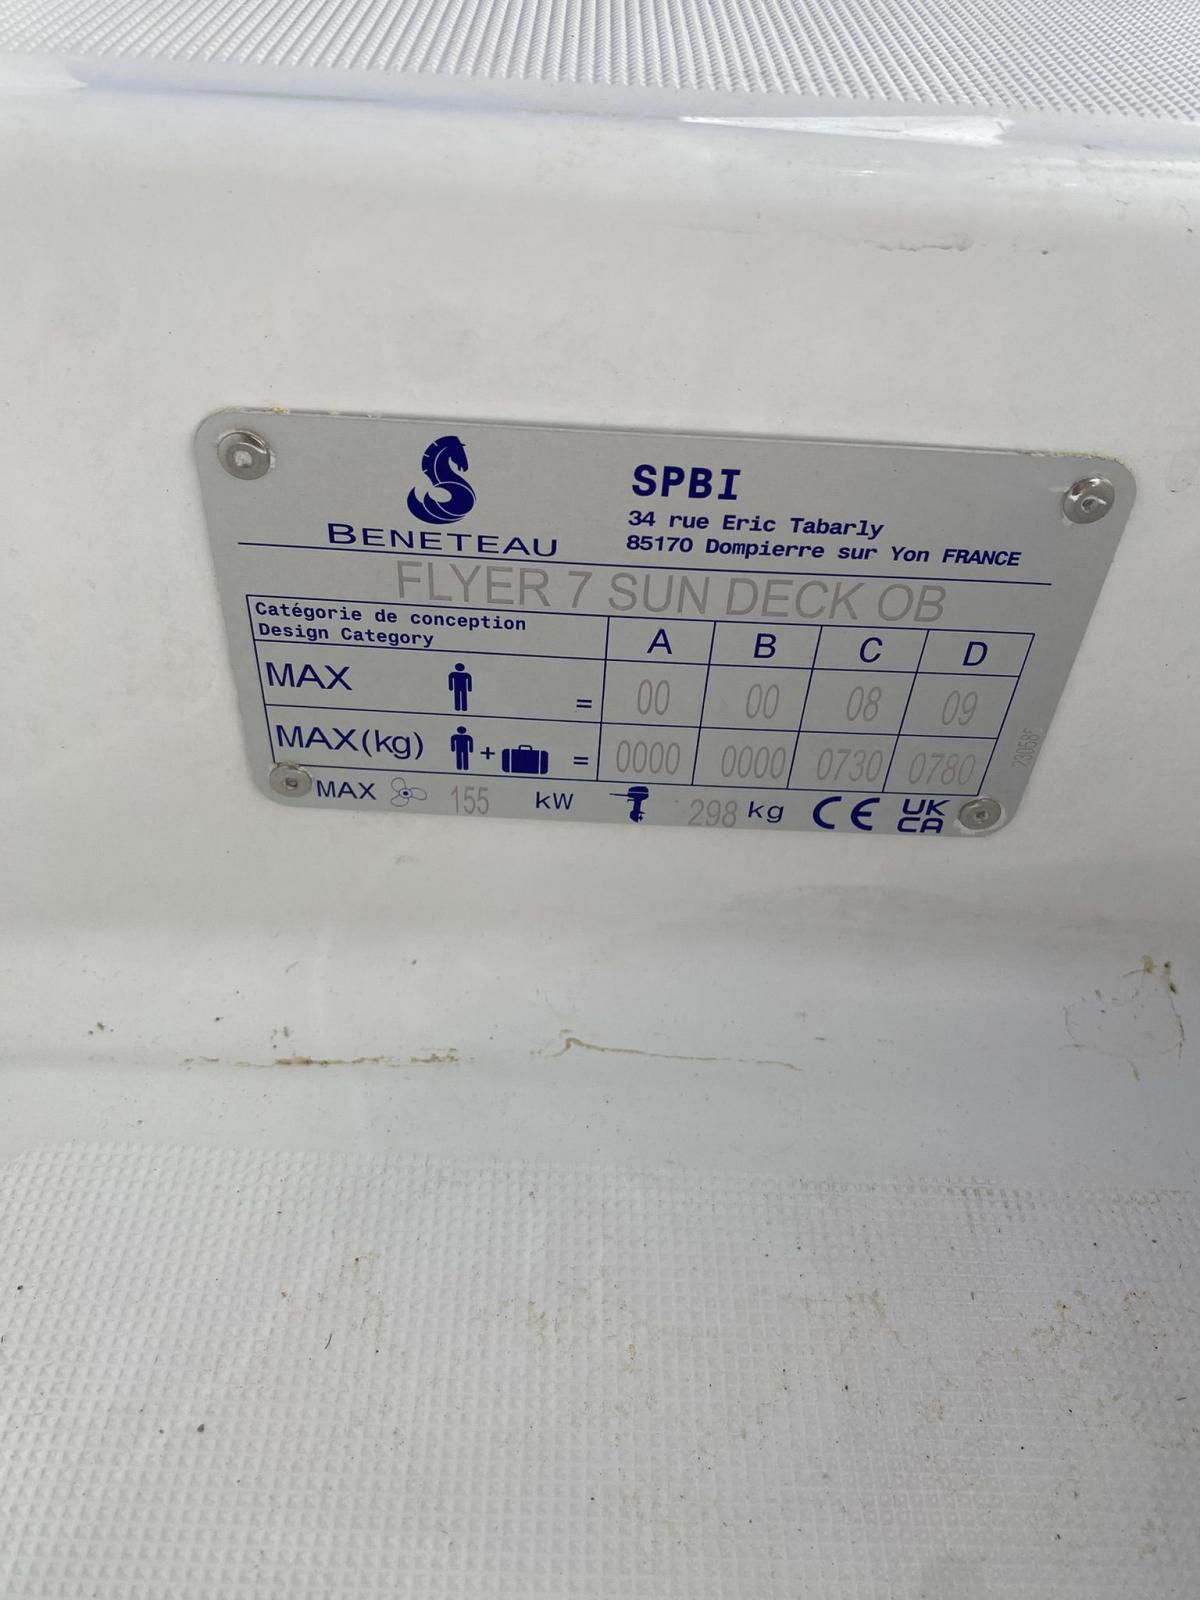 BENETEAU
SPBI
34 rue Eric Tabarly
85170 Dompierre sur Yon FRANCE
FLYER 7 SUN DECK OB
Catégorie de conception
Design Category
A B C D
MAX = 00 00 08 09
MAX(kg) + = 0000 0000 0730 0780
MAX 155 kW 298 kg CE UK
CA